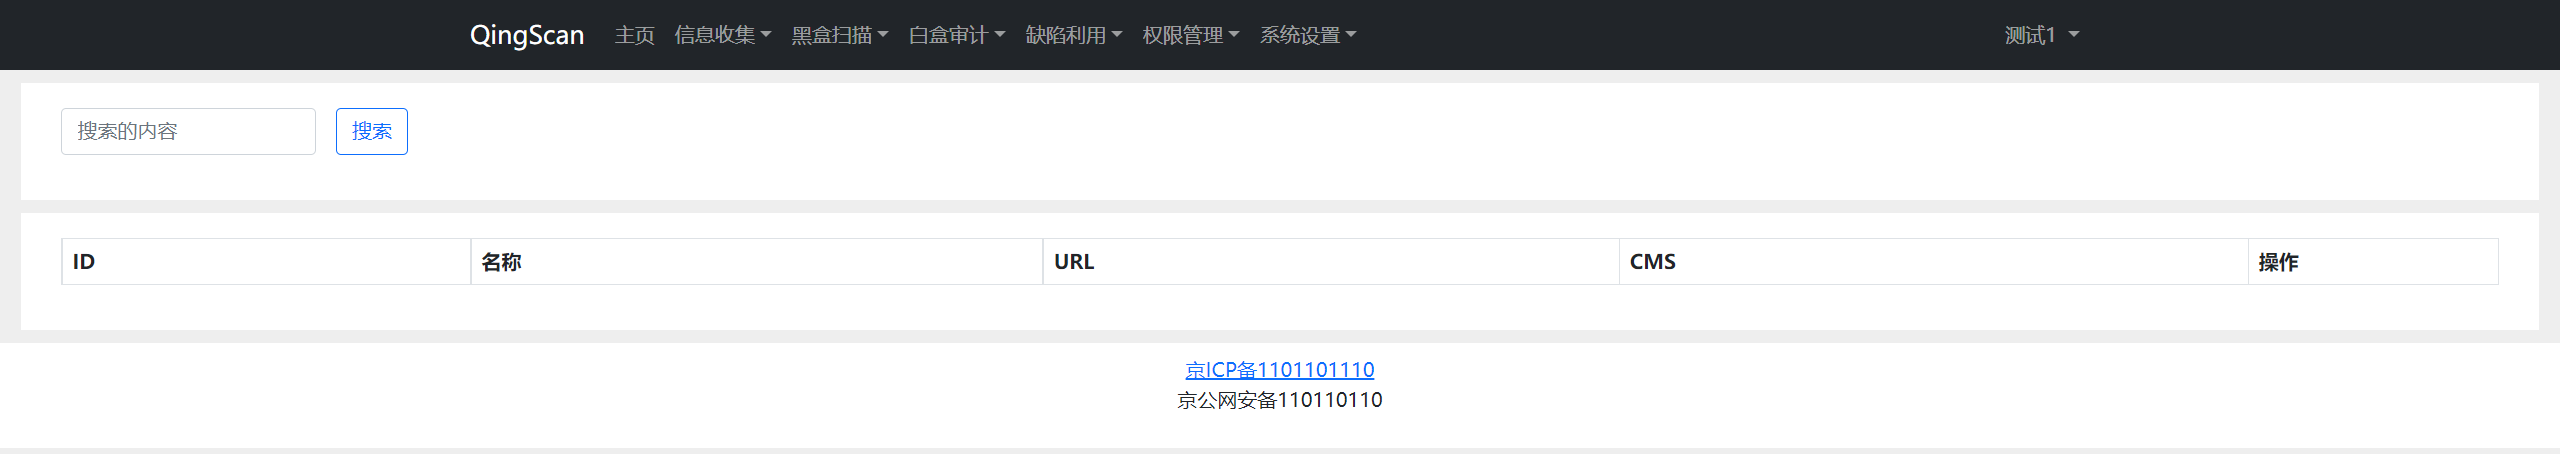 QingScan 主页 信息收集 黑盒扫描 白盒审计 缺陷利用 权限管理 系统设置 测试1
搜索的内容 搜索
ID 名称 URL CMS 操作
京ICP备1101101110
京公网安备110110110